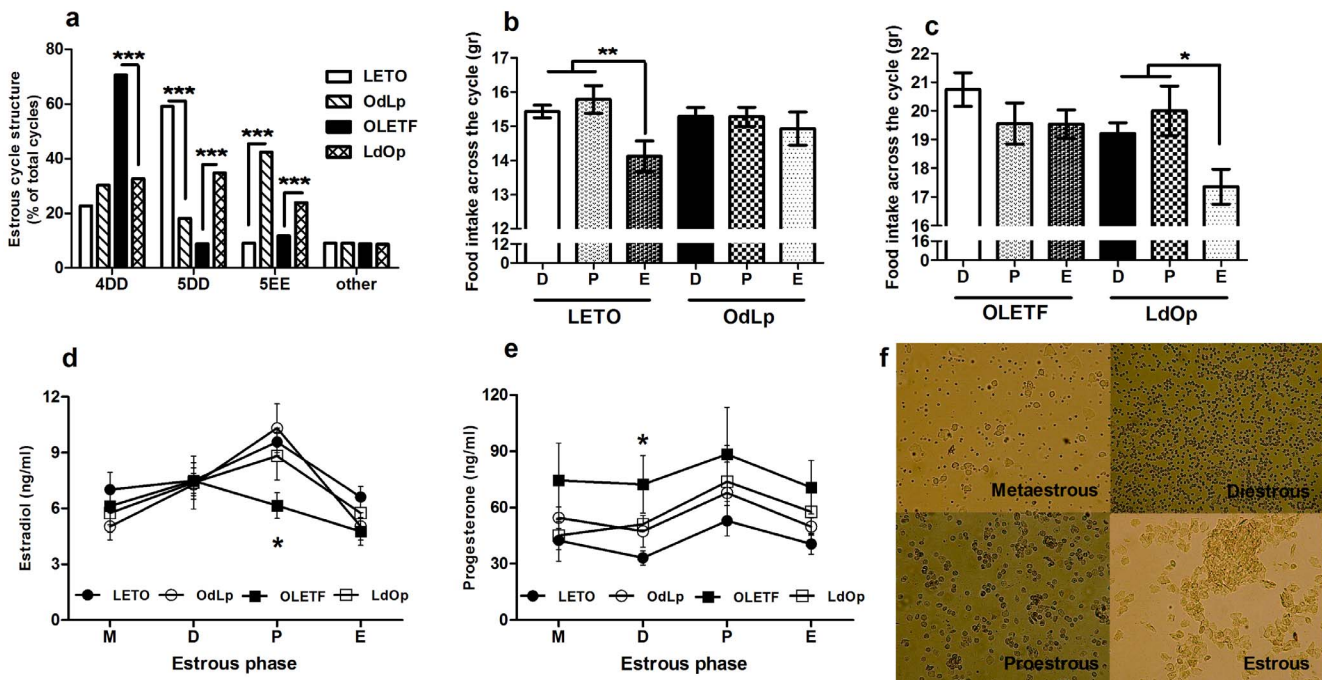 a
Estrous cycle structure
(% of total cycles)
80
60
40
20
0
***
***
***
***
***
LETO
OdLp
OLETF
LdOp
4DD
5DD
5EE
other
b
Food intake across the cycle (gr)
17
16
15
14
13
12
12
0
**
D
P
E
D
P
E
LETO
OdLp
c
Food intake across the cycle (gr)
21
20
19
18
17
16
16
0
*
D
P
E
D
P
E
OLETF
LdOp
d
Estradiol (ng/ml)
12
9
6
3
0
*
LETO
OdLp
OLETF
LdOp
M
D
P
E
Estrous phase
e
Progesterone (ng/ml)
120
90
60
30
0
*
LETO
OdLp
OLETF
LdOp
M
D
P
E
Estrous phase
f
Metaestrous
Diestrous
Proestrous
Estrous